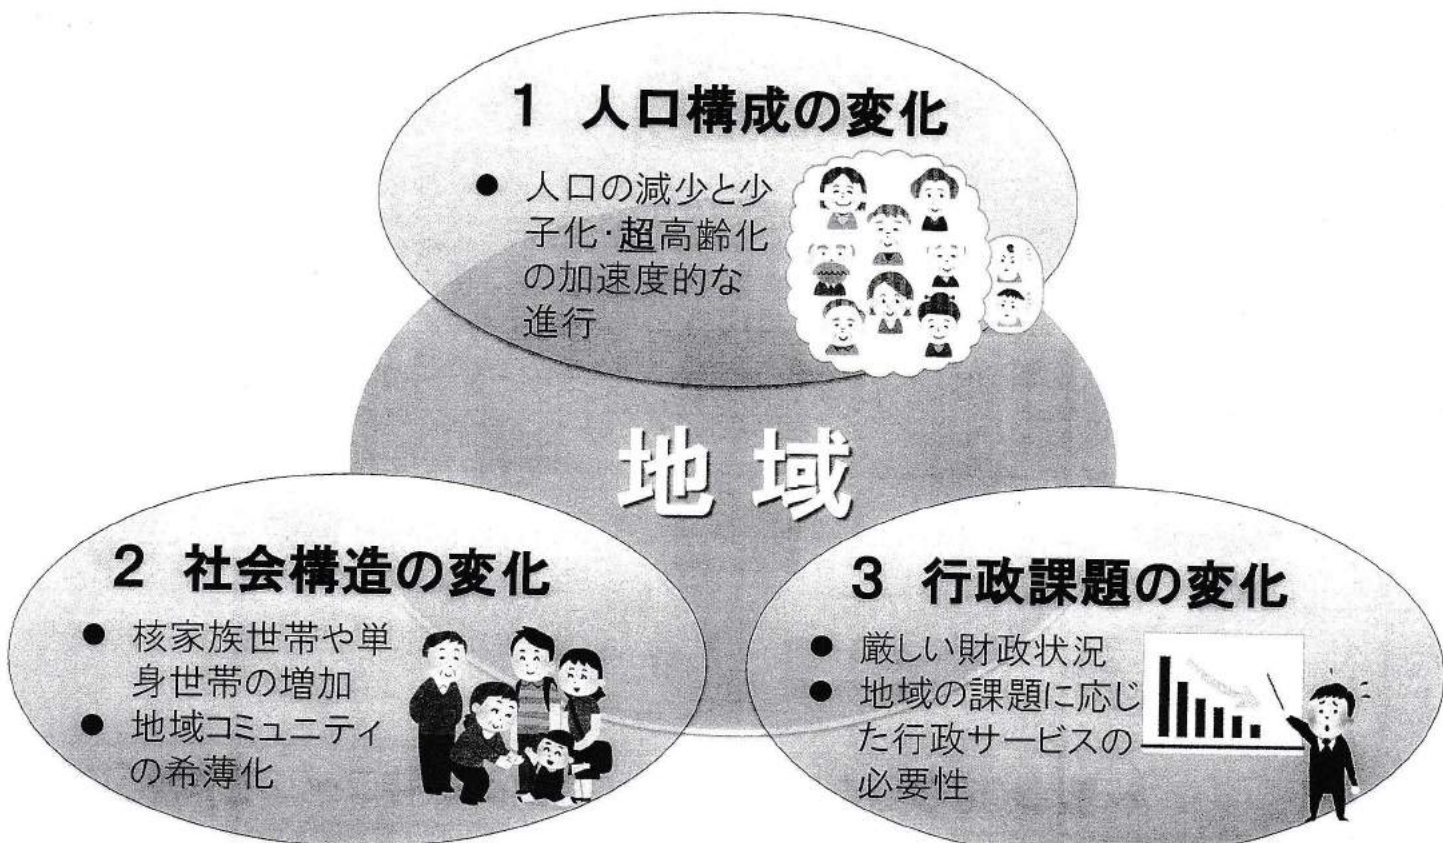 1 人口構成の変化
● 人口の減少と少
子化・超高齢化
の加速度的な
進行
地域
2 社会構造の変化
● 核家族世帯や単
身世帯の増加
● 地域コミュニティ
の希薄化
3 行政課題の変化
● 厳しい財政状況
● 地域の課題に応じ
た行政サービスの
必要性